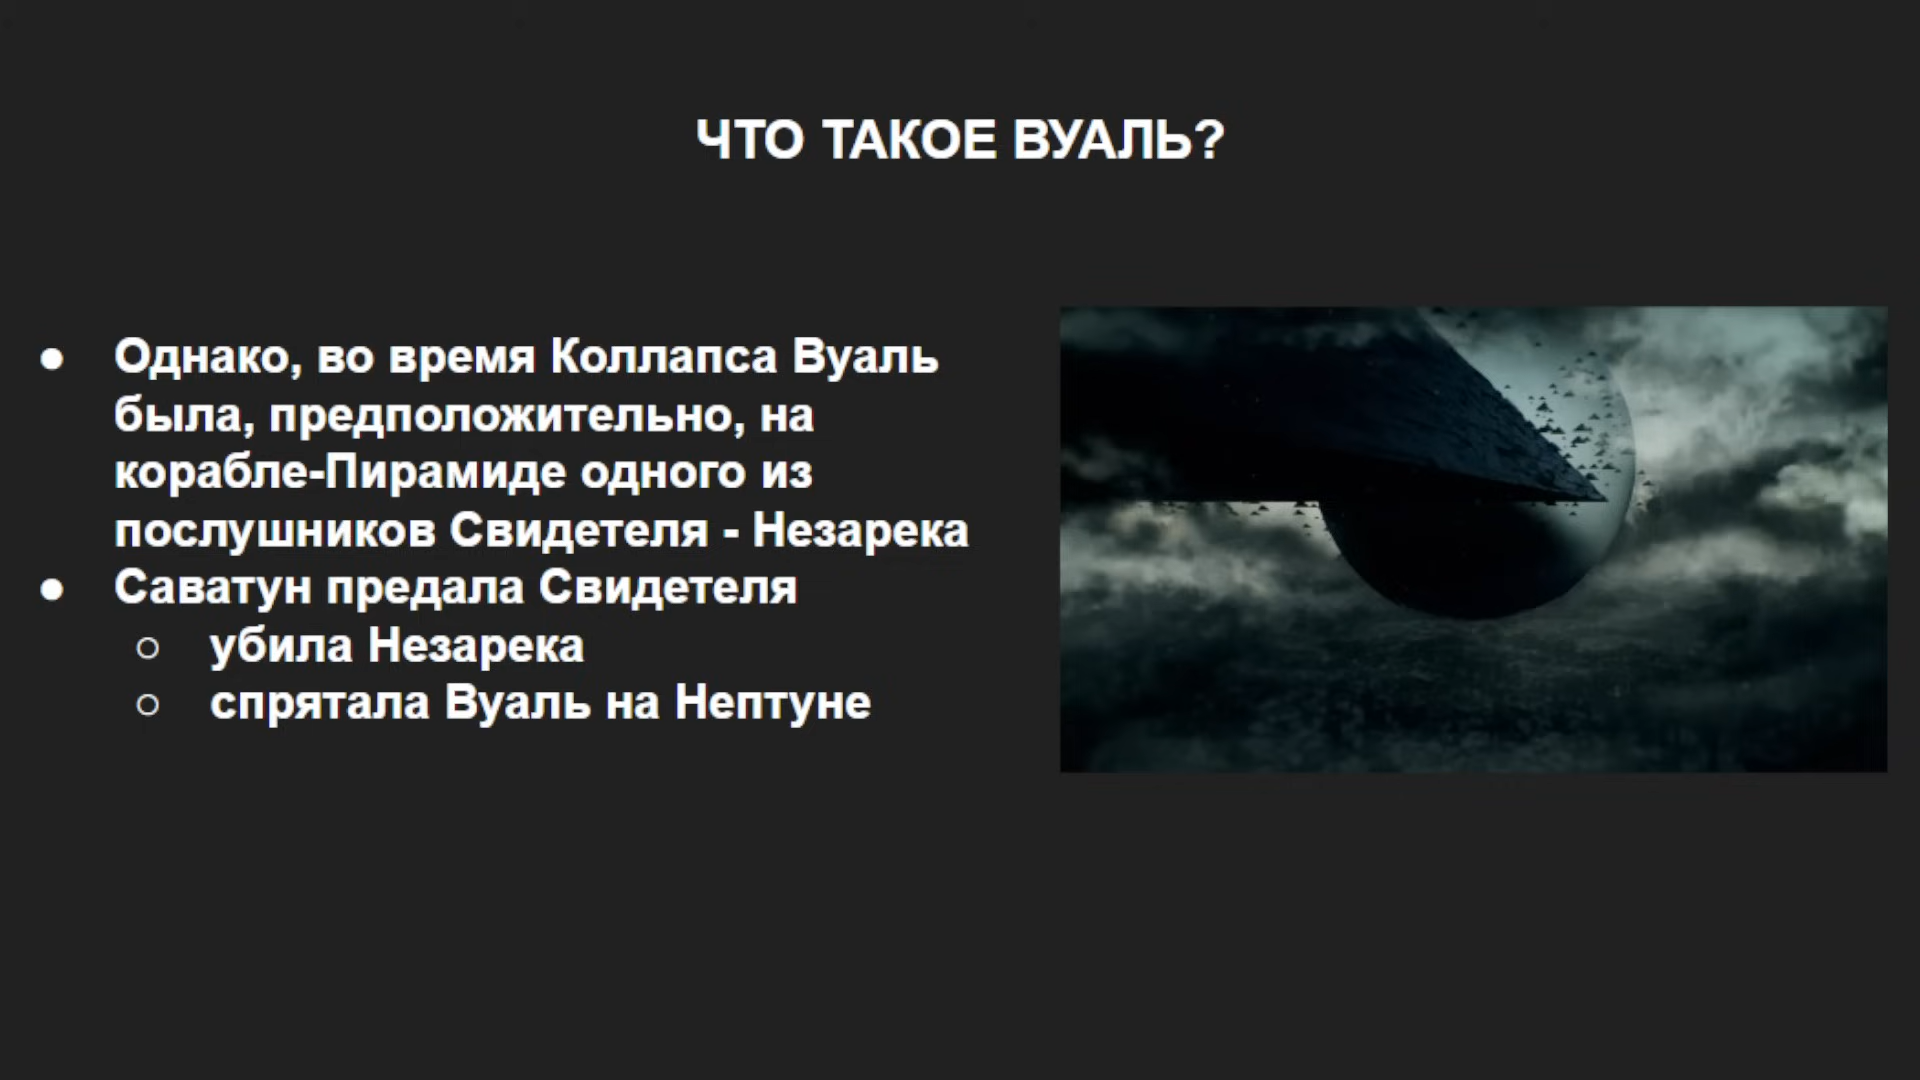 ЧТО ТАКОЕ ВУАЛЬ?
● Однако, во время Коллапса Вуаль
была, предположительно, на
корабле-Пирамиде одного из
послушников Свидетеля - Незарека
● Саватун предала Свидетеля
○ убила Незарека
○ спрятала Вуаль на Нептуне